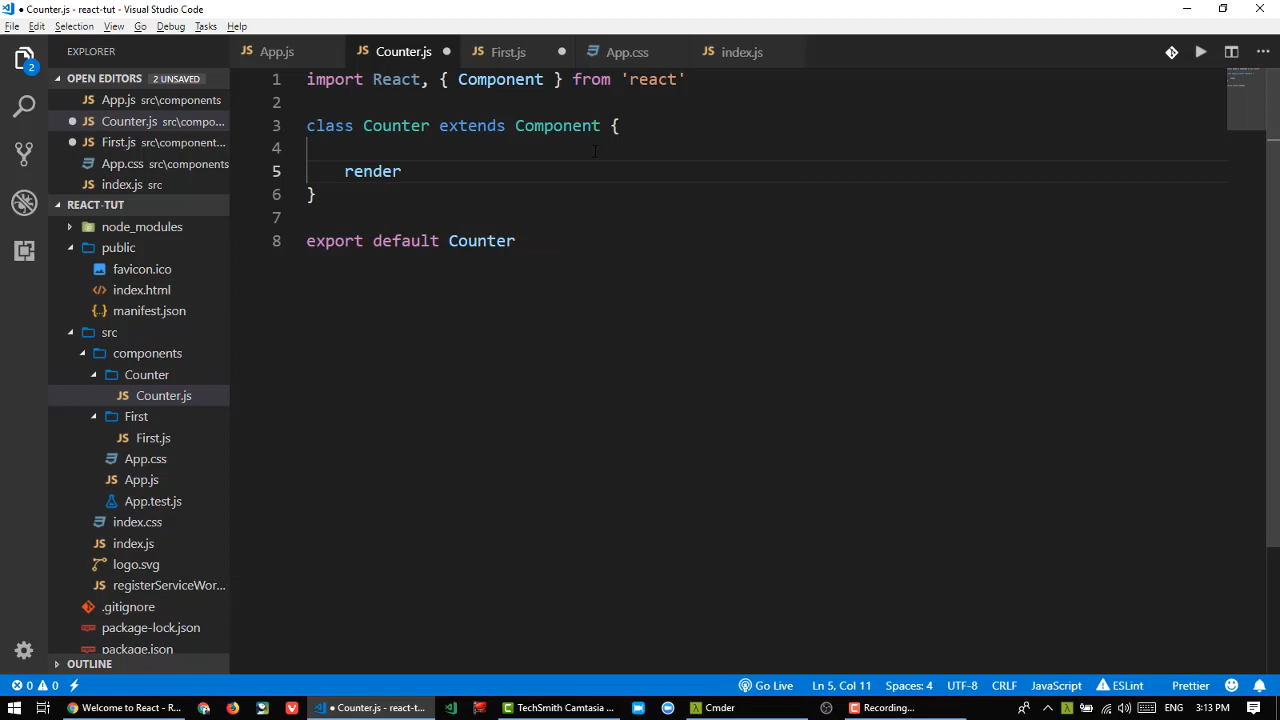 Counter.js - react-tut - Visual Studio Code
File Edit Selection View Go Debug Tasks Help
EXPLORER
OPEN EDITORS 2 UNSAVED
App.js src\components
Counter.js src\compo...
First.js src\component...
App.css src\components
index.js src
REACT-TUT
node_modules
public
favicon.ico
index.html
manifest.json
src
components
Counter
Counter.js
First
First.js
App.css
App.js
App.test.js
index.css
index.js
logo.svg
registerServiceWor...
.gitignore
package-lock.json
package.json
OUTLINE
2
App.js Counter.js First.js App.css index.js
1 import React, { Component } from 'react'
2
3 class Counter extends Component {
4
5 render
6 }
7
8 export default Counter
0 0 Go Live Ln 5, Col 11 Spaces: 4 UTF-8 CRLF JavaScript ESLint Prettier
Welcome to React - R... Counter.js - react-t... TechSmith Camtasia ... Cmder Recording... ENG 3:13 PM